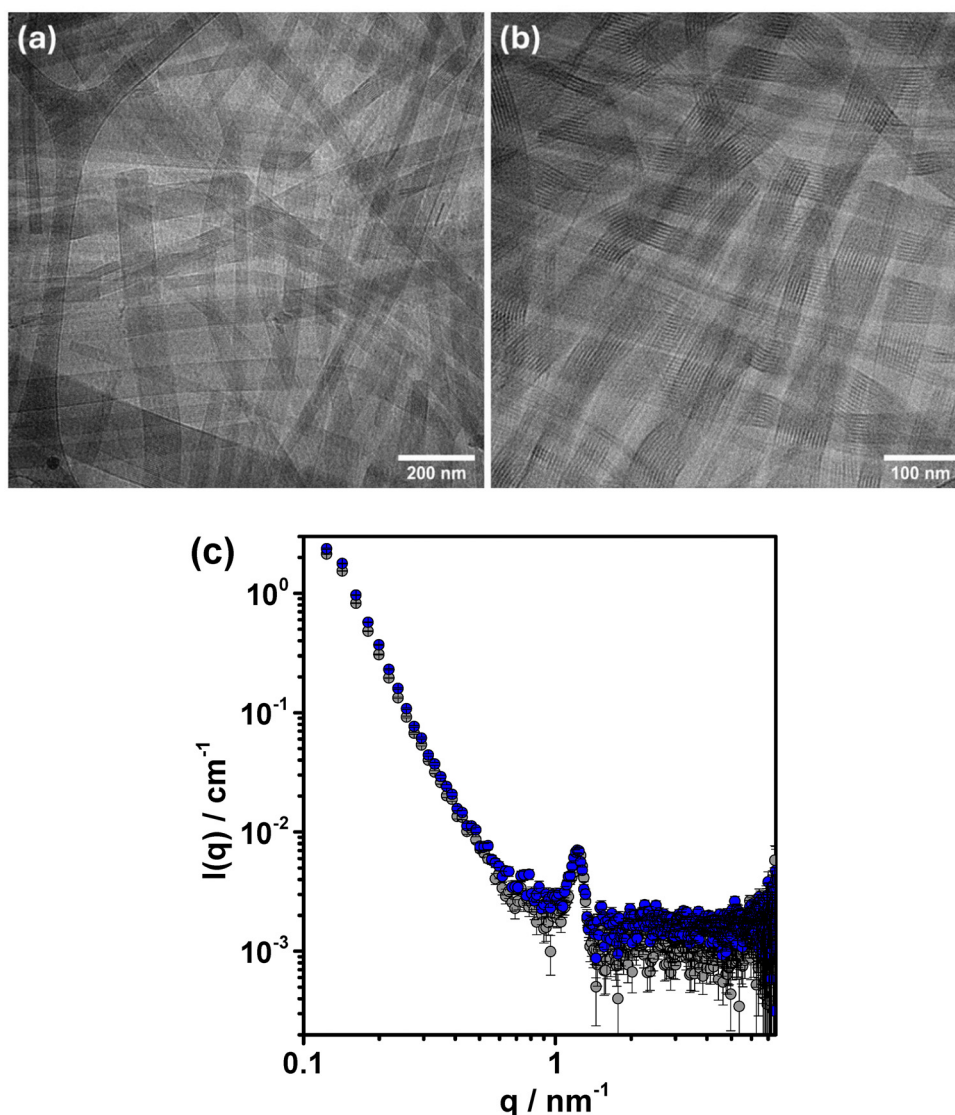 (a)
(b)
200 nm
100 nm
(c)
10⁰
10⁻¹
10⁻²
10⁻³
I(q) / cm⁻¹
0.1
1
q / nm⁻¹